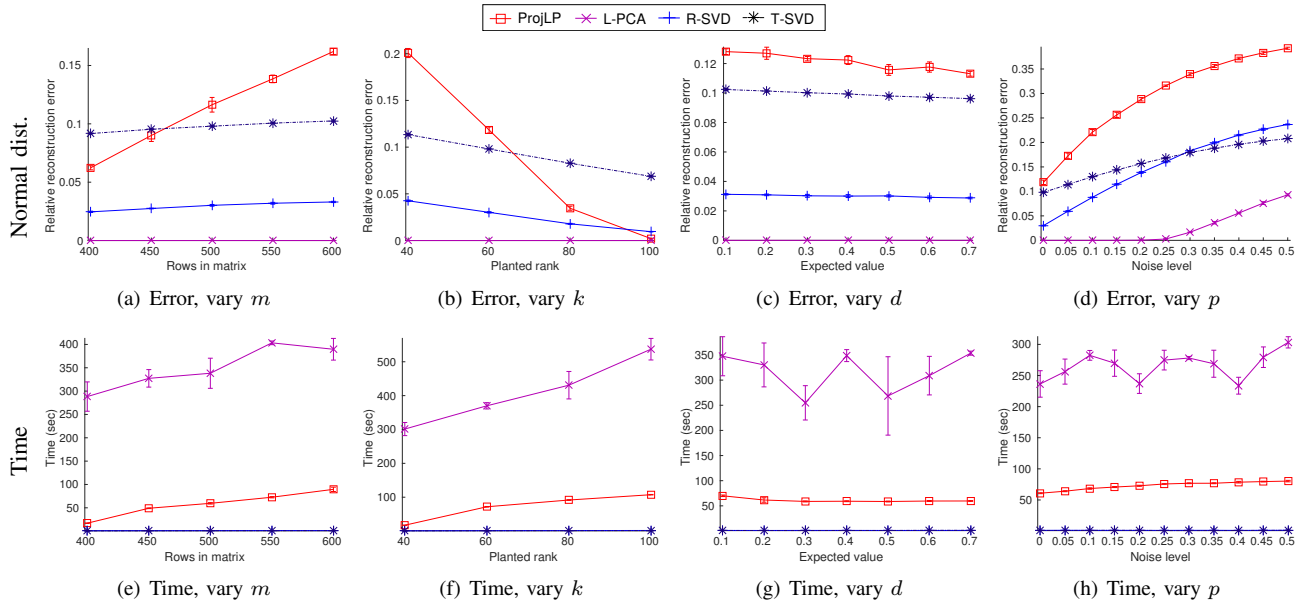 ProjLP L-PCA R-SVD T-SVD
Normal dist.
Relative reconstruction error
0.15
0.1
0.05
0
400 450 500 550 600
Rows in matrix
(a) Error, vary m
Relative reconstruction error
0.2
0.15
0.1
0.05
0
40 60 80 100
Planted rank
(b) Error, vary k
Relative reconstruction error
0.12
0.1
0.08
0.06
0.04
0.02
0
0.1 0.2 0.3 0.4 0.5 0.6 0.7
Expected value
(c) Error, vary d
Relative reconstruction error
0.35
0.3
0.25
0.2
0.15
0.1
0.05
0
0 0.05 0.1 0.15 0.2 0.25 0.3 0.35 0.4 0.45 0.5
Noise level
(d) Error, vary p
Time
Time (sec)
400
350
300
250
200
150
100
50
400 450 500 550 600
Rows in matrix
(e) Time, vary m
Time (sec)
500
400
300
200
100
40 60 80 100
Planted rank
(f) Time, vary k
Time (sec)
350
300
250
200
150
100
50
0.1 0.2 0.3 0.4 0.5 0.6 0.7
Expected value
(g) Time, vary d
Time (sec)
300
250
200
150
100
50
0 0.05 0.1 0.15 0.2 0.25 0.3 0.35 0.4 0.45 0.5
Noise level
(h) Time, vary p